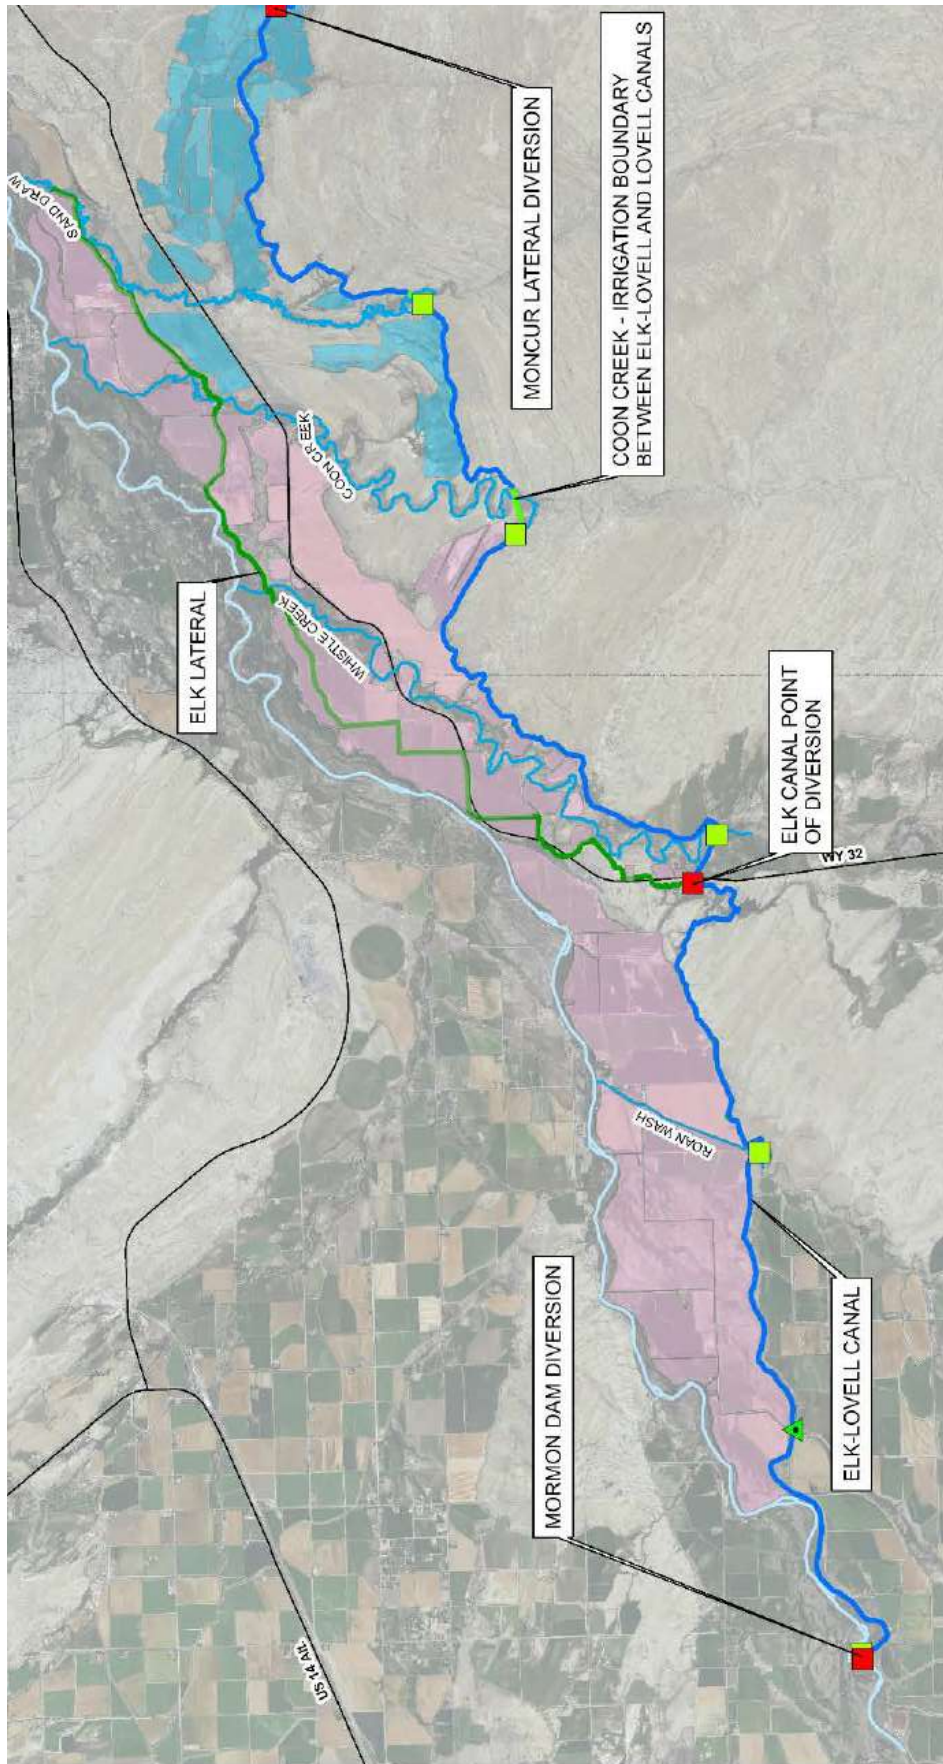 SAND DRAW
MONCUR LATERAL DIVERSION
COON CREEK - IRRIGATION BOUNDARY
BETWEEN ELK-LOVELL AND LOVELL CANALS
COON CREEK
ELK LATERAL
WHISTLE CREEK
ELK CANAL POINT
OF DIVERSION
WY 32
ROAN WASH
MORMON DAM DIVERSION
ELK-LOVELL CANAL
US 14 Alt.